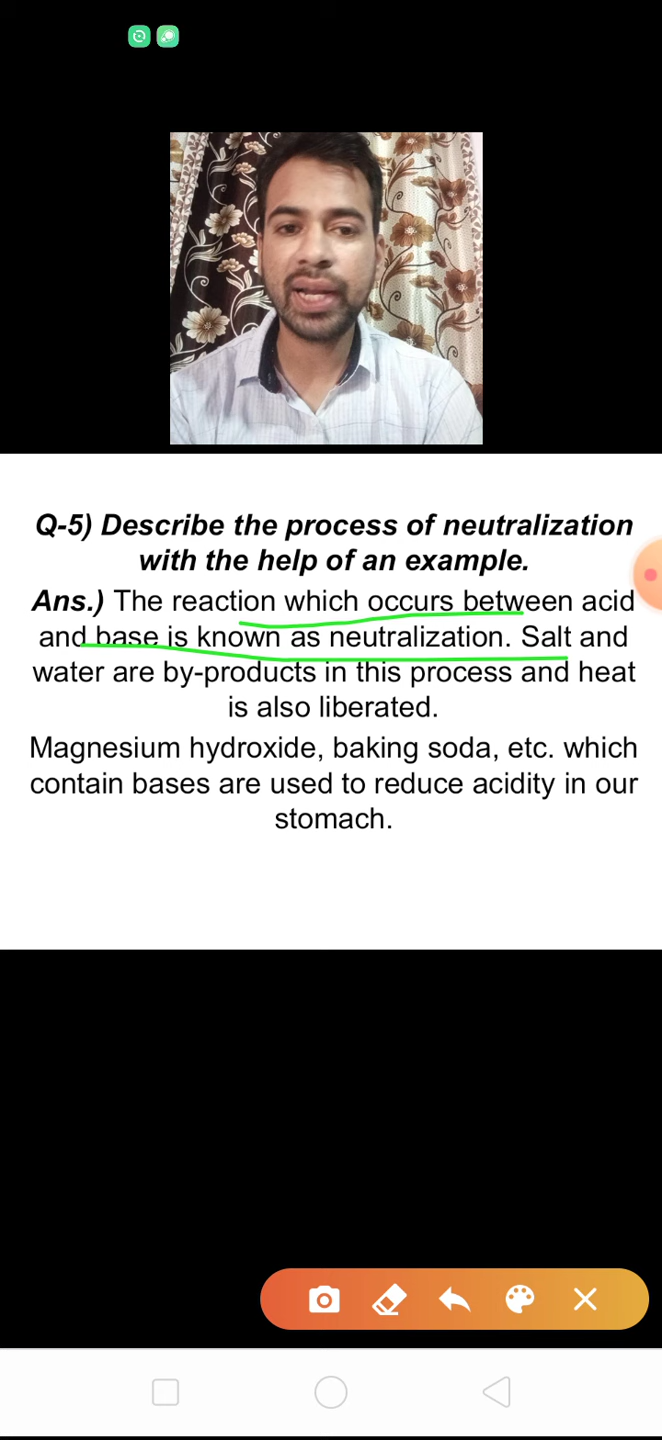 Q-5) Describe the process of neutralization
with the help of an example.
Ans.) The reaction which occurs between acid
and base is known as neutralization. Salt and
water are by-products in this process and heat
is also liberated.
Magnesium hydroxide, baking soda, etc. which
contain bases are used to reduce acidity in our
stomach.